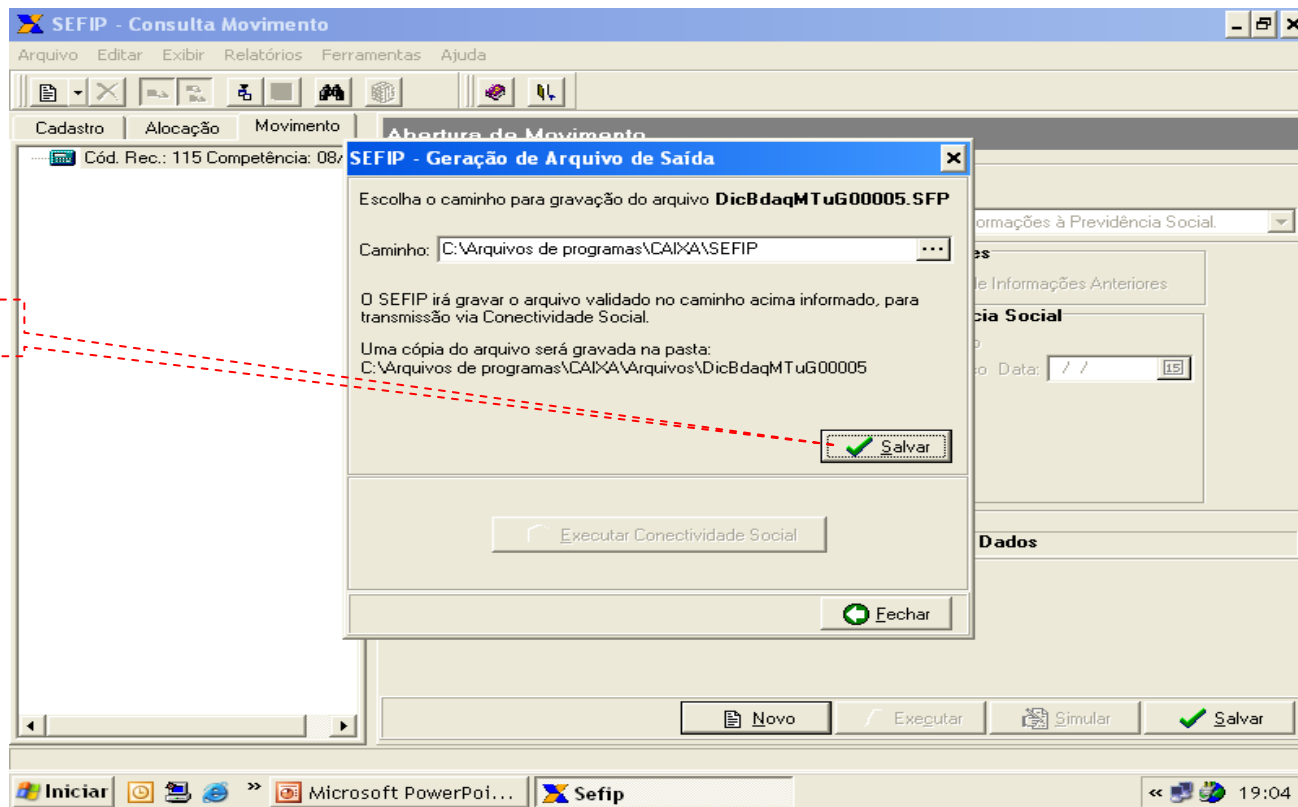 SEFIP - Consulta Movimento
Arquivo Editar Exibir Relatórios Ferramentas Ajuda
Cadastro Alocação Movimento
Abertura de Movimento
Cód. Rec.: 115 Competência: 08/
SEFIP - Geração de Arquivo de Saída
Escolha o caminho para gravação do arquivo DicBdaqMTuG00005.SFP
ormações à Previdência Social.
Caminho: C:\Arquivos de programas\CAIXA\SEFIP ...
es
de Informações Anteriores
O SEFIP irá gravar o arquivo validado no caminho acima informado, para
transmissão via Conectividade Social.
cia Social
Uma cópia do arquivo será gravada na pasta:
C:\Arquivos de programas\CAIXA\Arquivos\DicBdaqMTuG00005
o Data: / / 15
Salvar
Executar Conectividade Social
Dados
Fechar
Novo Executar Simular Salvar
Iniciar » Microsoft PowerPoi... Sefip « 19:04